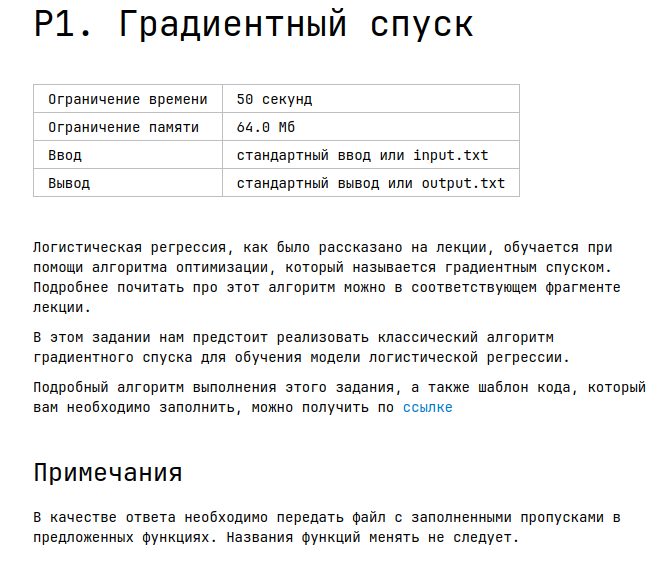 P1. Градиентный спуск
Ограничение времени 50 секунд
Ограничение памяти 64.0 Мб
Ввод стандартный ввод или input.txt
Вывод стандартный вывод или output.txt
Логистическая регрессия, как было рассказано на лекции, обучается при
помощи алгоритма оптимизации, который называется градиентным спуском.
Подробнее почитать про этот алгоритм можно в соответствующем фрагменте
лекции.
В этом задании нам предстоит реализовать классический алгоритм
градиентного спуска для обучения модели логистической регрессии.
Подробный алгоритм выполнения этого задания, а также шаблон кода, который
вам необходимо заполнить, можно получить по ссылке
Примечания
В качестве ответа необходимо передать файл с заполненными пропусками в
предложенных функциях. Названия функций менять не следует.